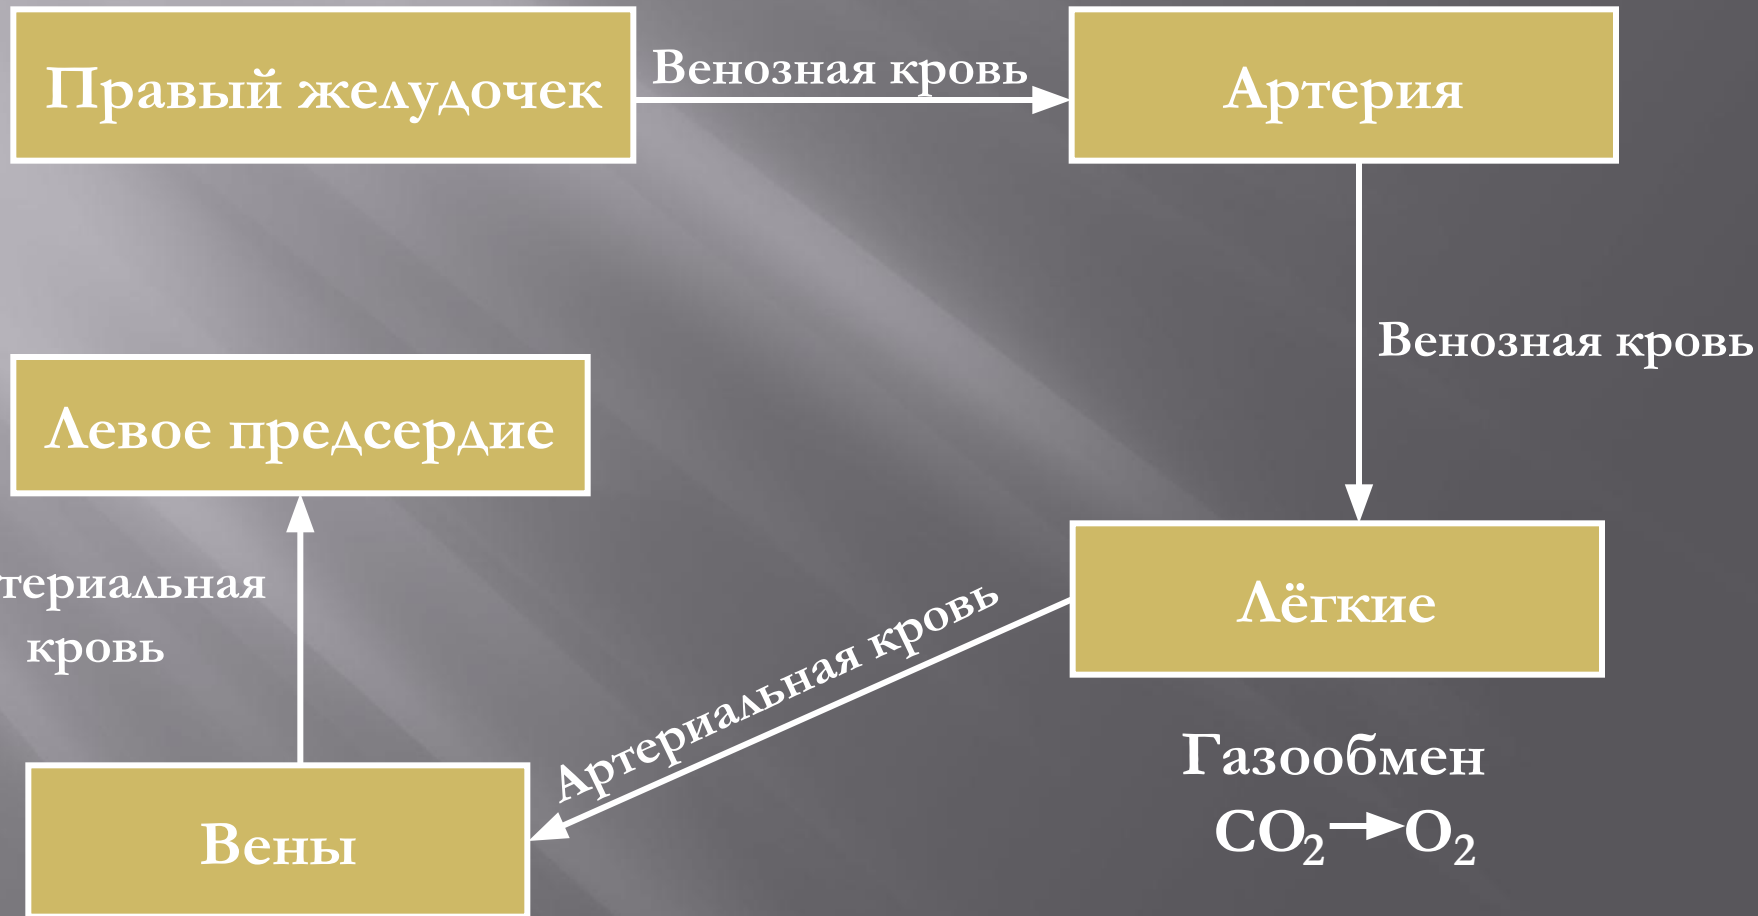 Правый желудочек
Венозная кровь
Артерия
Венозная кровь
Левое предсердие
Лёгкие
териальная
кровь
Артериальная кровь
Вены
Газообмен
CO₂→O₂